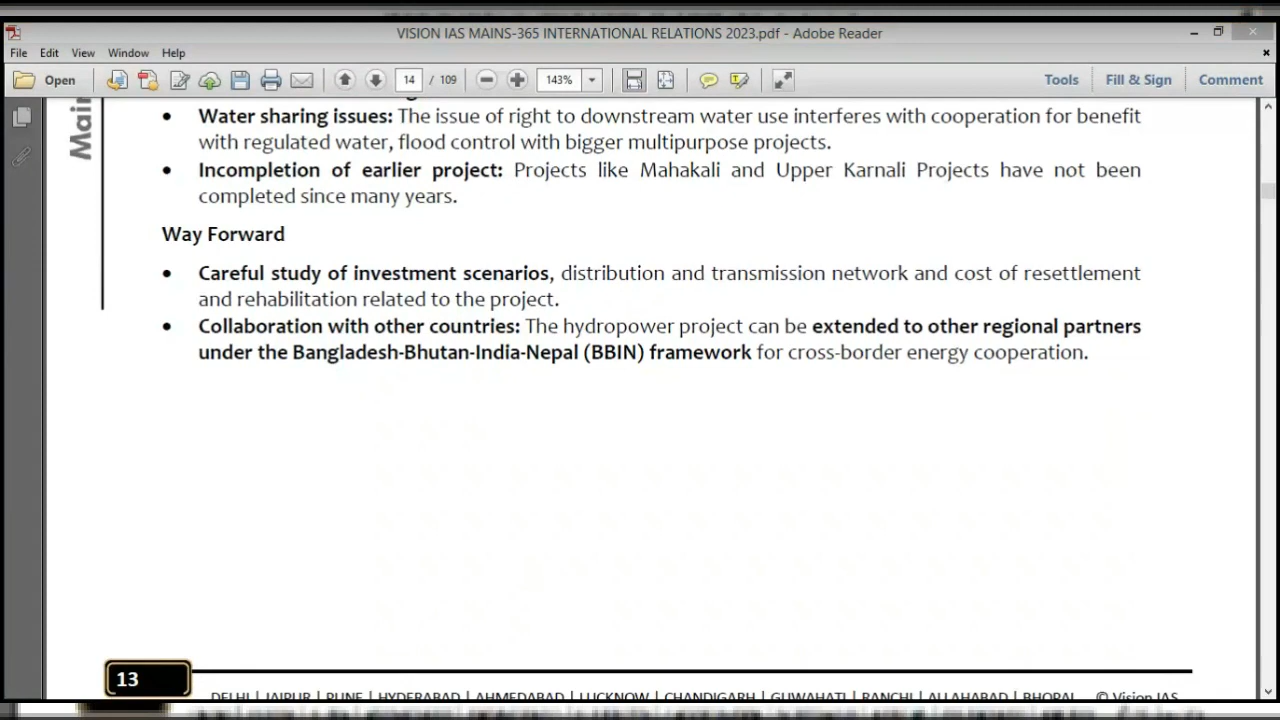 VISION IAS MAINS-365 INTERNATIONAL RELATIONS 2023.pdf - Adobe Reader
File Edit View Window Help
Open 14 / 109 143% Tools Fill & Sign Comment
Main
• Water sharing issues: The issue of right to downstream water use interferes with cooperation for benefit
with regulated water, flood control with bigger multipurpose projects.
• Incompletion of earlier project: Projects like Mahakali and Upper Karnali Projects have not been
completed since many years.
Way Forward
• Careful study of investment scenarios, distribution and transmission network and cost of resettlement
and rehabilitation related to the project.
• Collaboration with other countries: The hydropower project can be extended to other regional partners
under the Bangladesh-Bhutan-India-Nepal (BBIN) framework for cross-border energy cooperation.
13
DELHI | JAIPUR | PUNE | HYDERABAD | AHMEDABAD | LUCKNOW | CHANDIGARH | GUWAHATI | RANCHI | ALLAHABAD | BHOPAL © Vision IAS